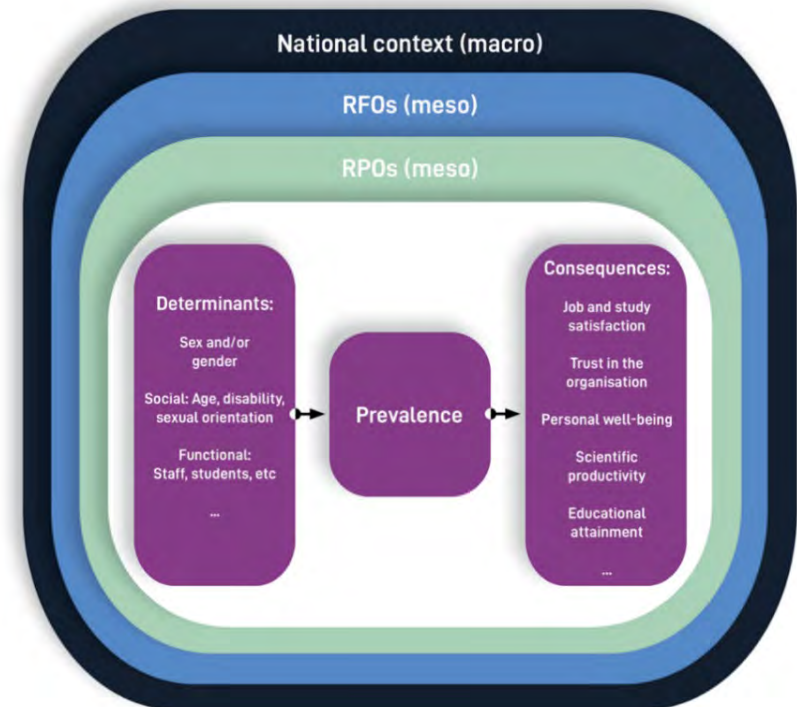 National context (macro)
RFOs (meso)
RPOs (meso)
Determinants:
Sex and/or
gender
Social: Age, disability,
sexual orientation
Functional:
Staff, students, etc
...
Prevalence
Consequences:
Job and study
satisfaction
Trust in the
organisation
Personal well-being
Scientific
productivity
Educational
attainment
...